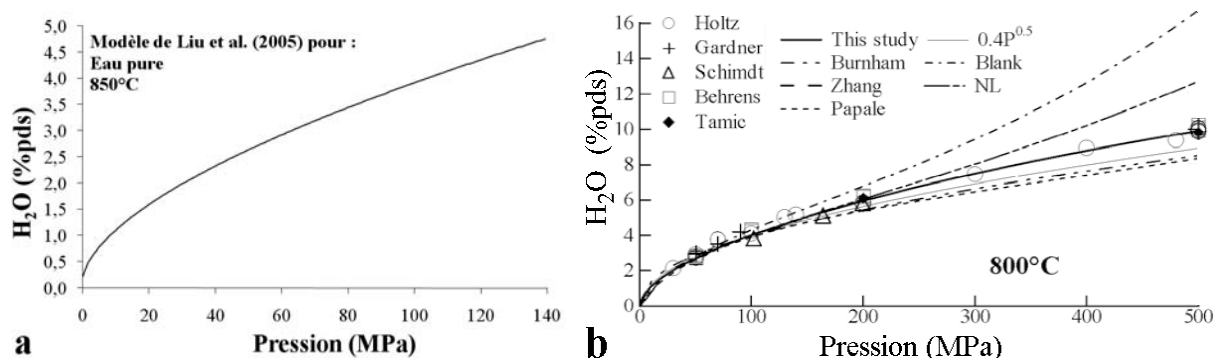 5,0
4,5
4,0
3,5
3,0
2,5
2,0
1,5
1,0
0,5
0,0
H2O (%pds)
Modèle de Liu et al. (2005) pour :
Eau pure
850°C
0 20 40 60 80 100 120 140
Pression (MPa)
a
16
14
12
10
8
6
4
2
0
H2O (%pds)
Holtz
Gardner
Schimdt
Behrens
Tamic
This study
Burnham
Zhang
Papale
0.4P^0.5
Blank
NL
800°C
0 100 200 300 400 500
Pression (MPa)
b